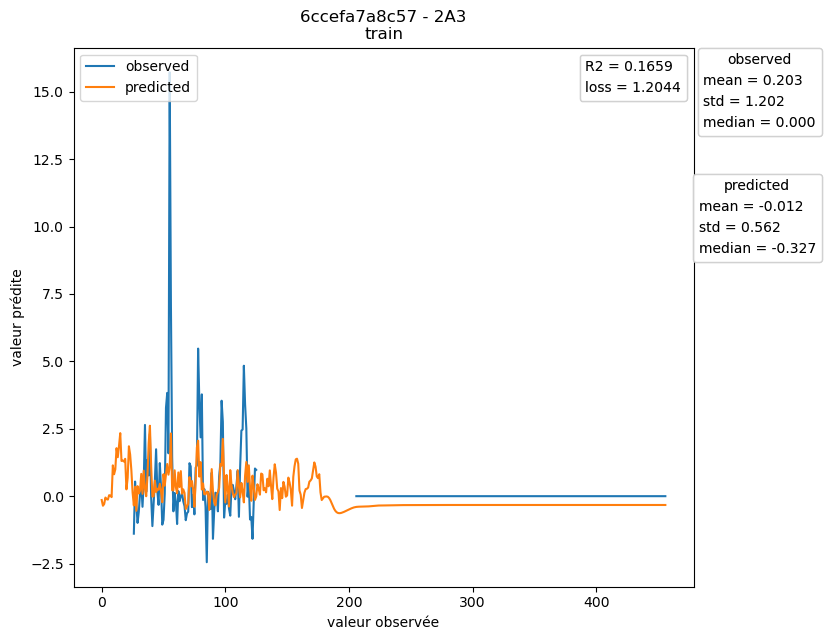 6ccefa7a8c57 - 2A3
train
observed
predicted
R2 = 0.1659
loss = 1.2044
observed
mean = 0.203
std = 1.202
median = 0.000
predicted
mean = -0.012
std = 0.562
median = -0.327
15.0
12.5
10.0
7.5
5.0
2.5
0.0
−2.5
valeur prédite
0
100
200
300
400
valeur observée